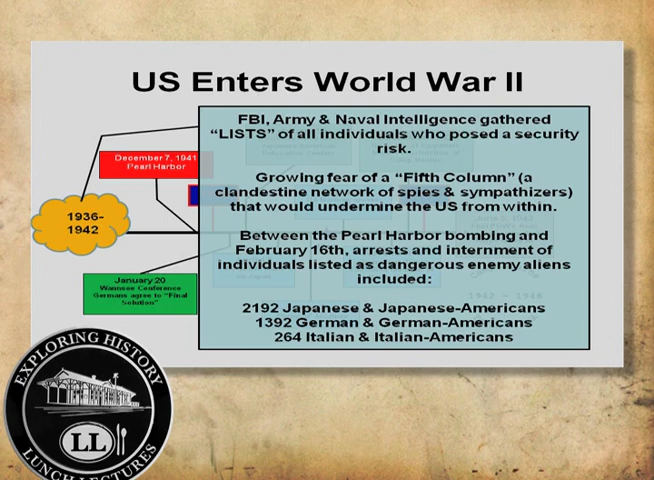 US Enters World War II
FBI, Army & Naval Intelligence gathered
"LISTS" of all individuals who posed a security
risk.
Growing fear of a "Fifth Column" (a
clandestine network of spies & sympathizers)
that would undermine the US from within.
Between the Pearl Harbor bombing and
February 16th, arrests and internment of
individuals listed as dangerous enemy aliens
included:
2192 Japanese & Japanese-Americans
1392 German & German-Americans
264 Italian & Italian-Americans
December 7, 1941
Pearl Harbor
1936-
1942
January 20
Wannsee Conference
Germans agree to "Final
Solution"
EXPLORING HISTORY
LL
LUNCH LECTURES